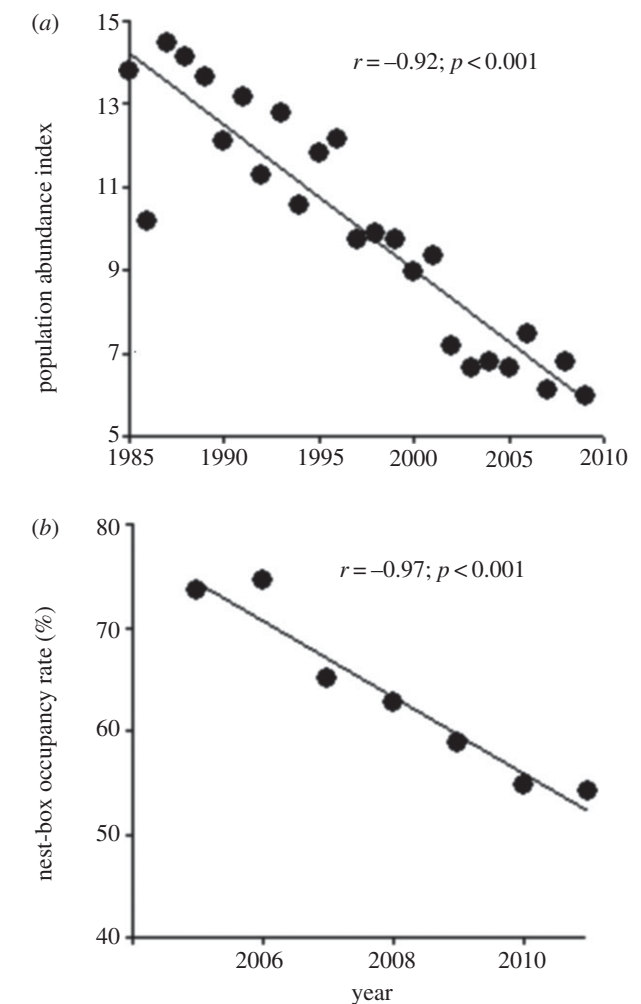 (a)
r = –0.92; p < 0.001
population abundance index
15
13
11
9
7
5
1985 1990 1995 2000 2005 2010
(b)
r = –0.97; p < 0.001
nest-box occupancy rate (%)
80
70
60
50
40
2006 2008 2010
year